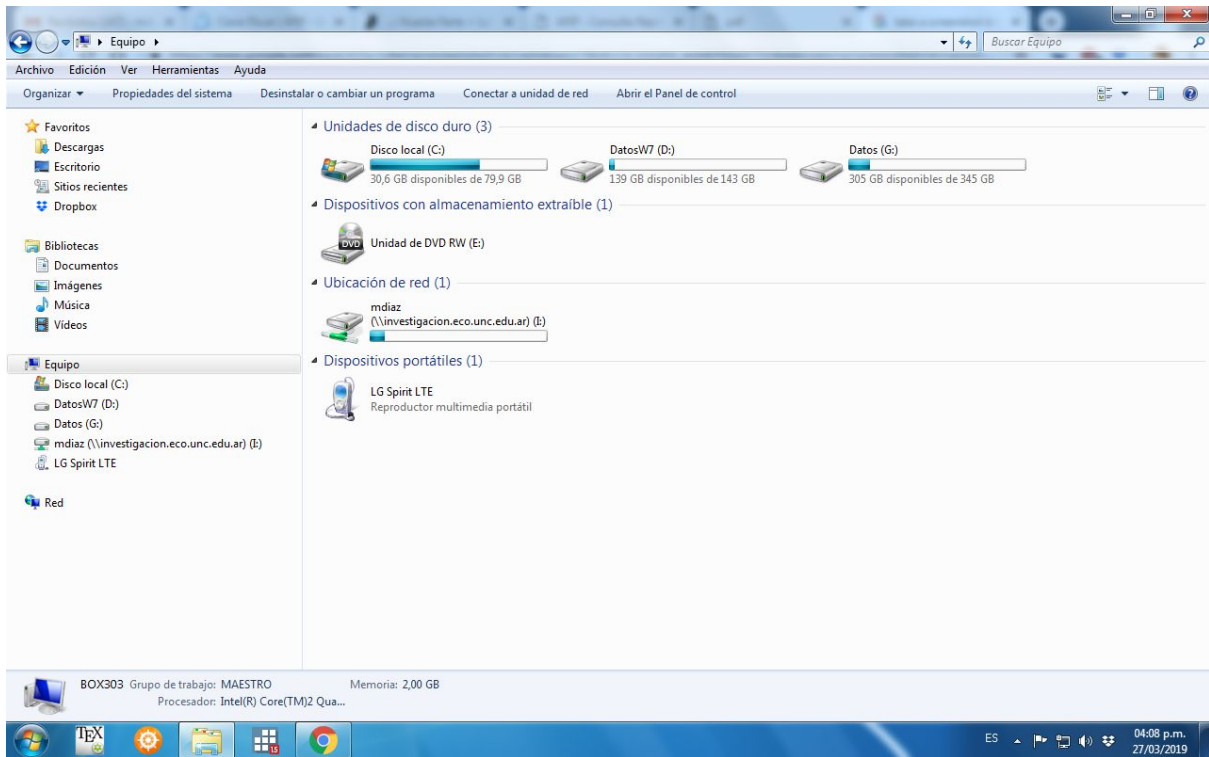 Equipo
Buscar Equipo
Archivo Edición Ver Herramientas Ayuda
Organizar Propiedades del sistema Desinstalar o cambiar un programa Conectar a unidad de red Abrir el Panel de control
Favoritos
Descargas
Escritorio
Sitios recientes
Dropbox
Bibliotecas
Documentos
Imágenes
Música
Vídeos
Equipo
Disco local (C:)
DatosW7 (D:)
Datos (G:)
mdiaz (\\investigacion.eco.unc.edu.ar) (I:)
LG Spirit LTE
Red
Unidades de disco duro (3)
Disco local (C:)
30,6 GB disponibles de 79,9 GB
DatosW7 (D:)
139 GB disponibles de 143 GB
Datos (G:)
305 GB disponibles de 345 GB
Dispositivos con almacenamiento extraíble (1)
DVD
Unidad de DVD RW (E:)
Ubicación de red (1)
mdiaz
(\\investigacion.eco.unc.edu.ar) (I:)
Dispositivos portátiles (1)
LG Spirit LTE
Reproductor multimedia portátil
BOX303 Grupo de trabajo: MAESTRO Memoria: 2,00 GB
Procesador: Intel(R) Core(TM)2 Qua...
TEX
15
ES
04:08 p.m.
27/03/2019